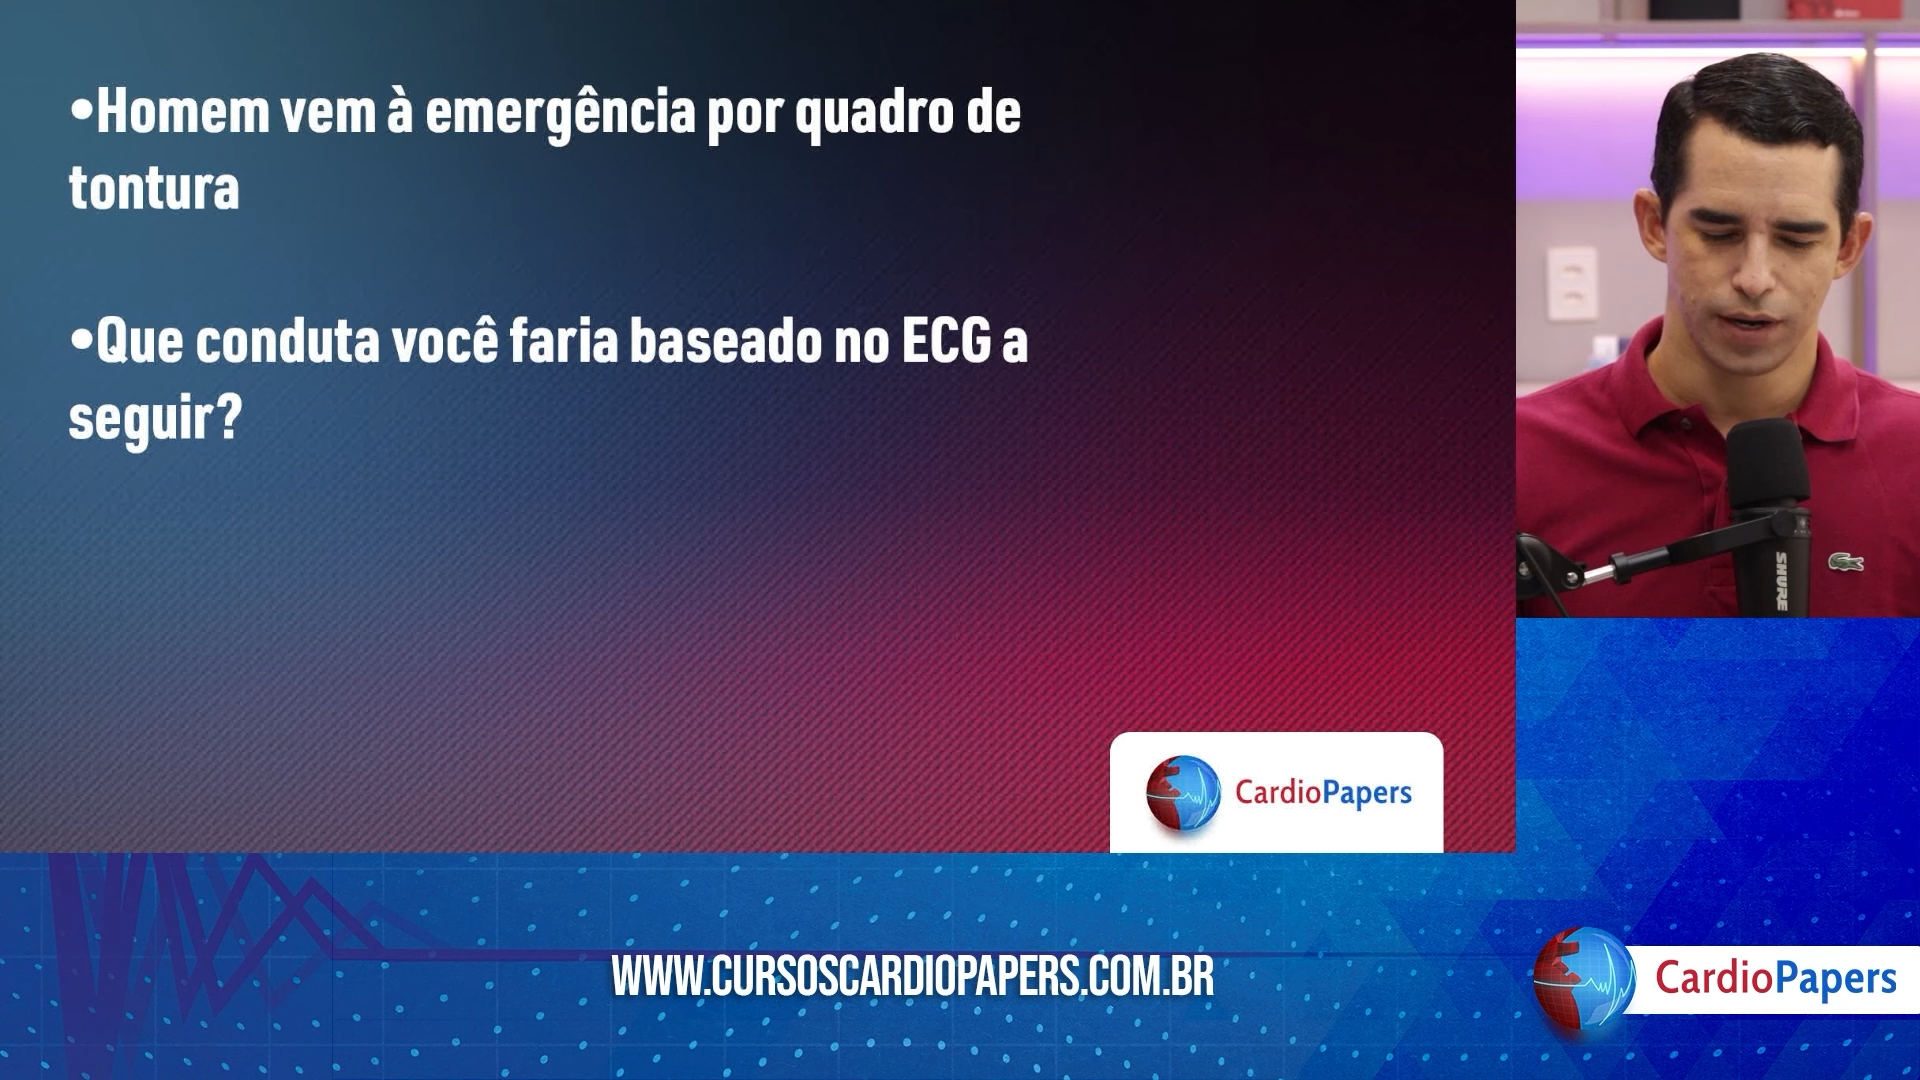 •Homem vem à emergência por quadro de
tontura
•Que conduta você faria baseado no ECG a
seguir?
SHURE
CardioPapers
WWW.CURSOSCARDIOPAPERS.COM.BR
CardioPapers